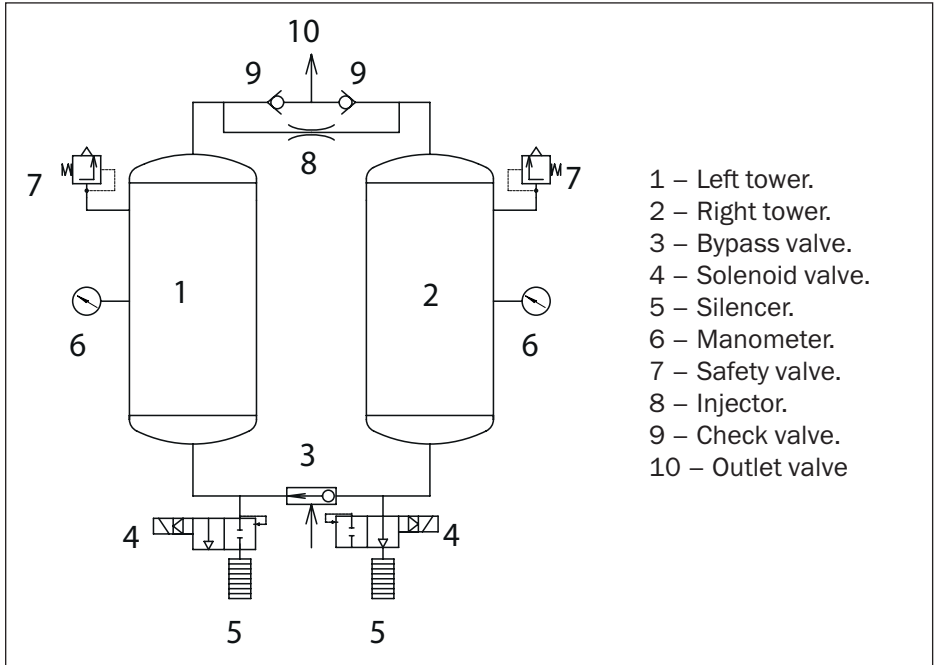 10
9 9
8
7 7
1 2
6 6
3
4 4
5 5
1 – Left tower.
2 – Right tower.
3 – Bypass valve.
4 – Solenoid valve.
5 – Silencer.
6 – Manometer.
7 – Safety valve.
8 – Injector.
9 – Check valve.
10 – Outlet valve